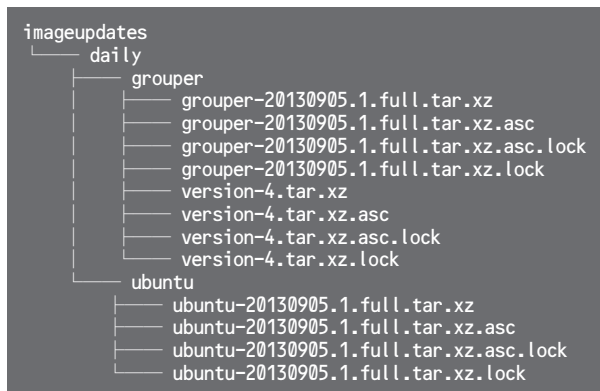 imageupdates
daily
grouper
grouper-20130905.1.full.tar.xz
grouper-20130905.1.full.tar.xz.asc
grouper-20130905.1.full.tar.xz.asc.lock
grouper-20130905.1.full.tar.xz.lock
version-4.tar.xz
version-4.tar.xz.asc
version-4.tar.xz.asc.lock
version-4.tar.xz.lock
ubuntu
ubuntu-20130905.1.full.tar.xz
ubuntu-20130905.1.full.tar.xz.asc
ubuntu-20130905.1.full.tar.xz.asc.lock
ubuntu-20130905.1.full.tar.xz.lock